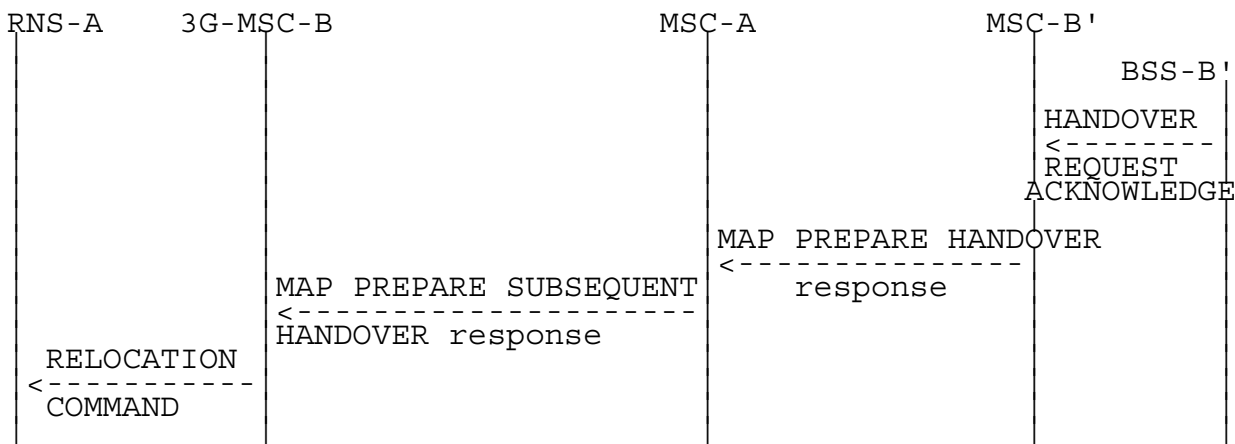 RNS-A 3G-MSC-B MSC-A MSC-B'
BSS-B'
HANDOVER
REQUEST
ACKNOWLEDGE
MAP PREPARE HANDOVER
response
MAP PREPARE SUBSEQUENT
HANDOVER response
RELOCATION
COMMAND